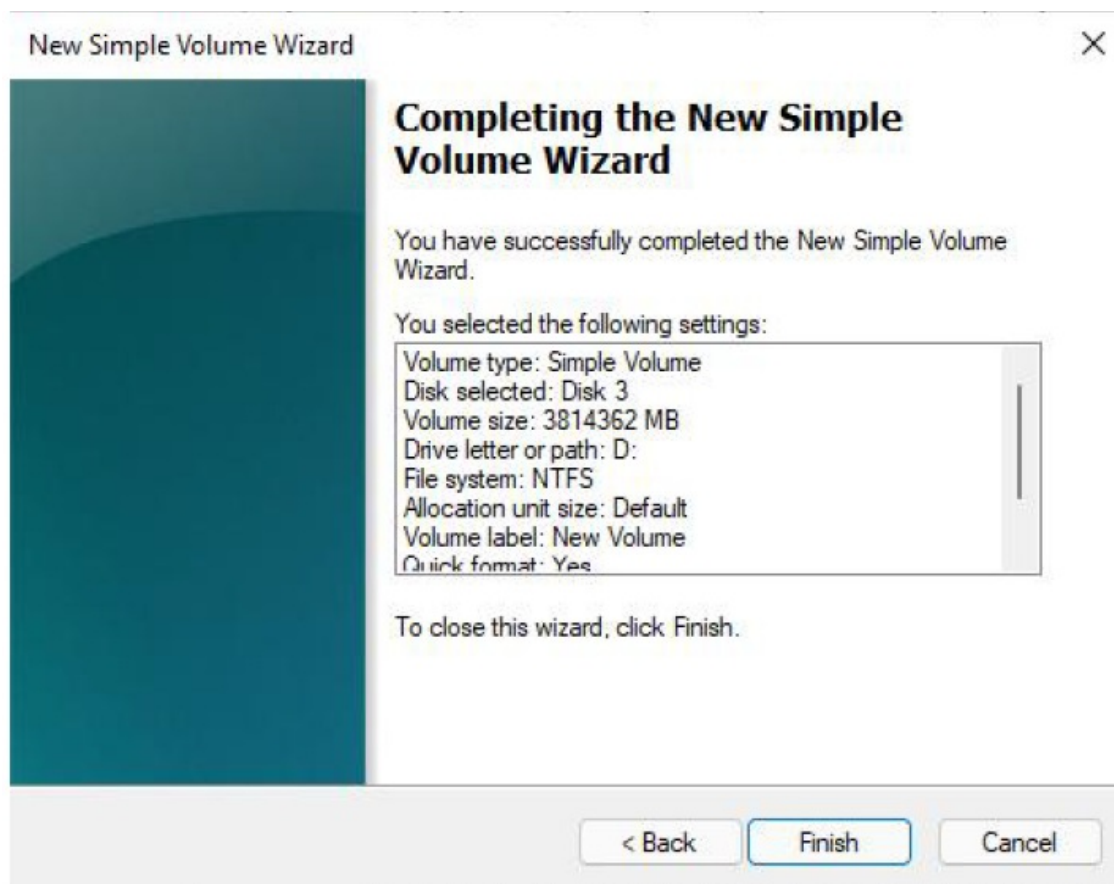 New Simple Volume Wizard
Completing the New Simple
Volume Wizard
You have successfully completed the New Simple Volume
Wizard.
You selected the following settings:
Volume type: Simple Volume
Disk selected: Disk 3
Volume size: 3814362 MB
Drive letter or path: D:
File system: NTFS
Allocation unit size: Default
Volume label: New Volume
Quick format: Yes
To close this wizard, click Finish.
< Back
Finish
Cancel